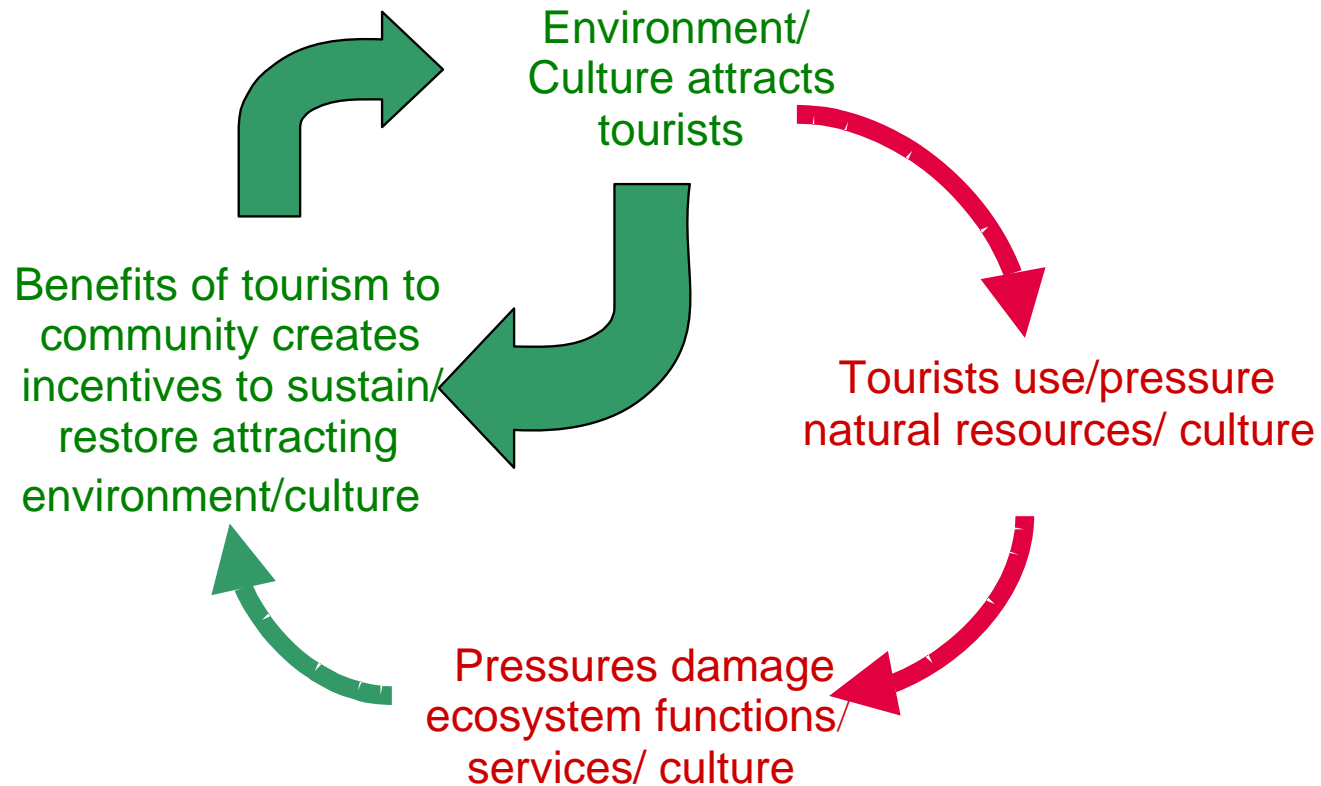 Environment/
Culture attracts
tourists
Benefits of tourism to
community creates
incentives to sustain/
restore attracting
environment/culture
Tourists use/pressure
natural resources/ culture
Pressures damage
ecosystem functions/
services/ culture